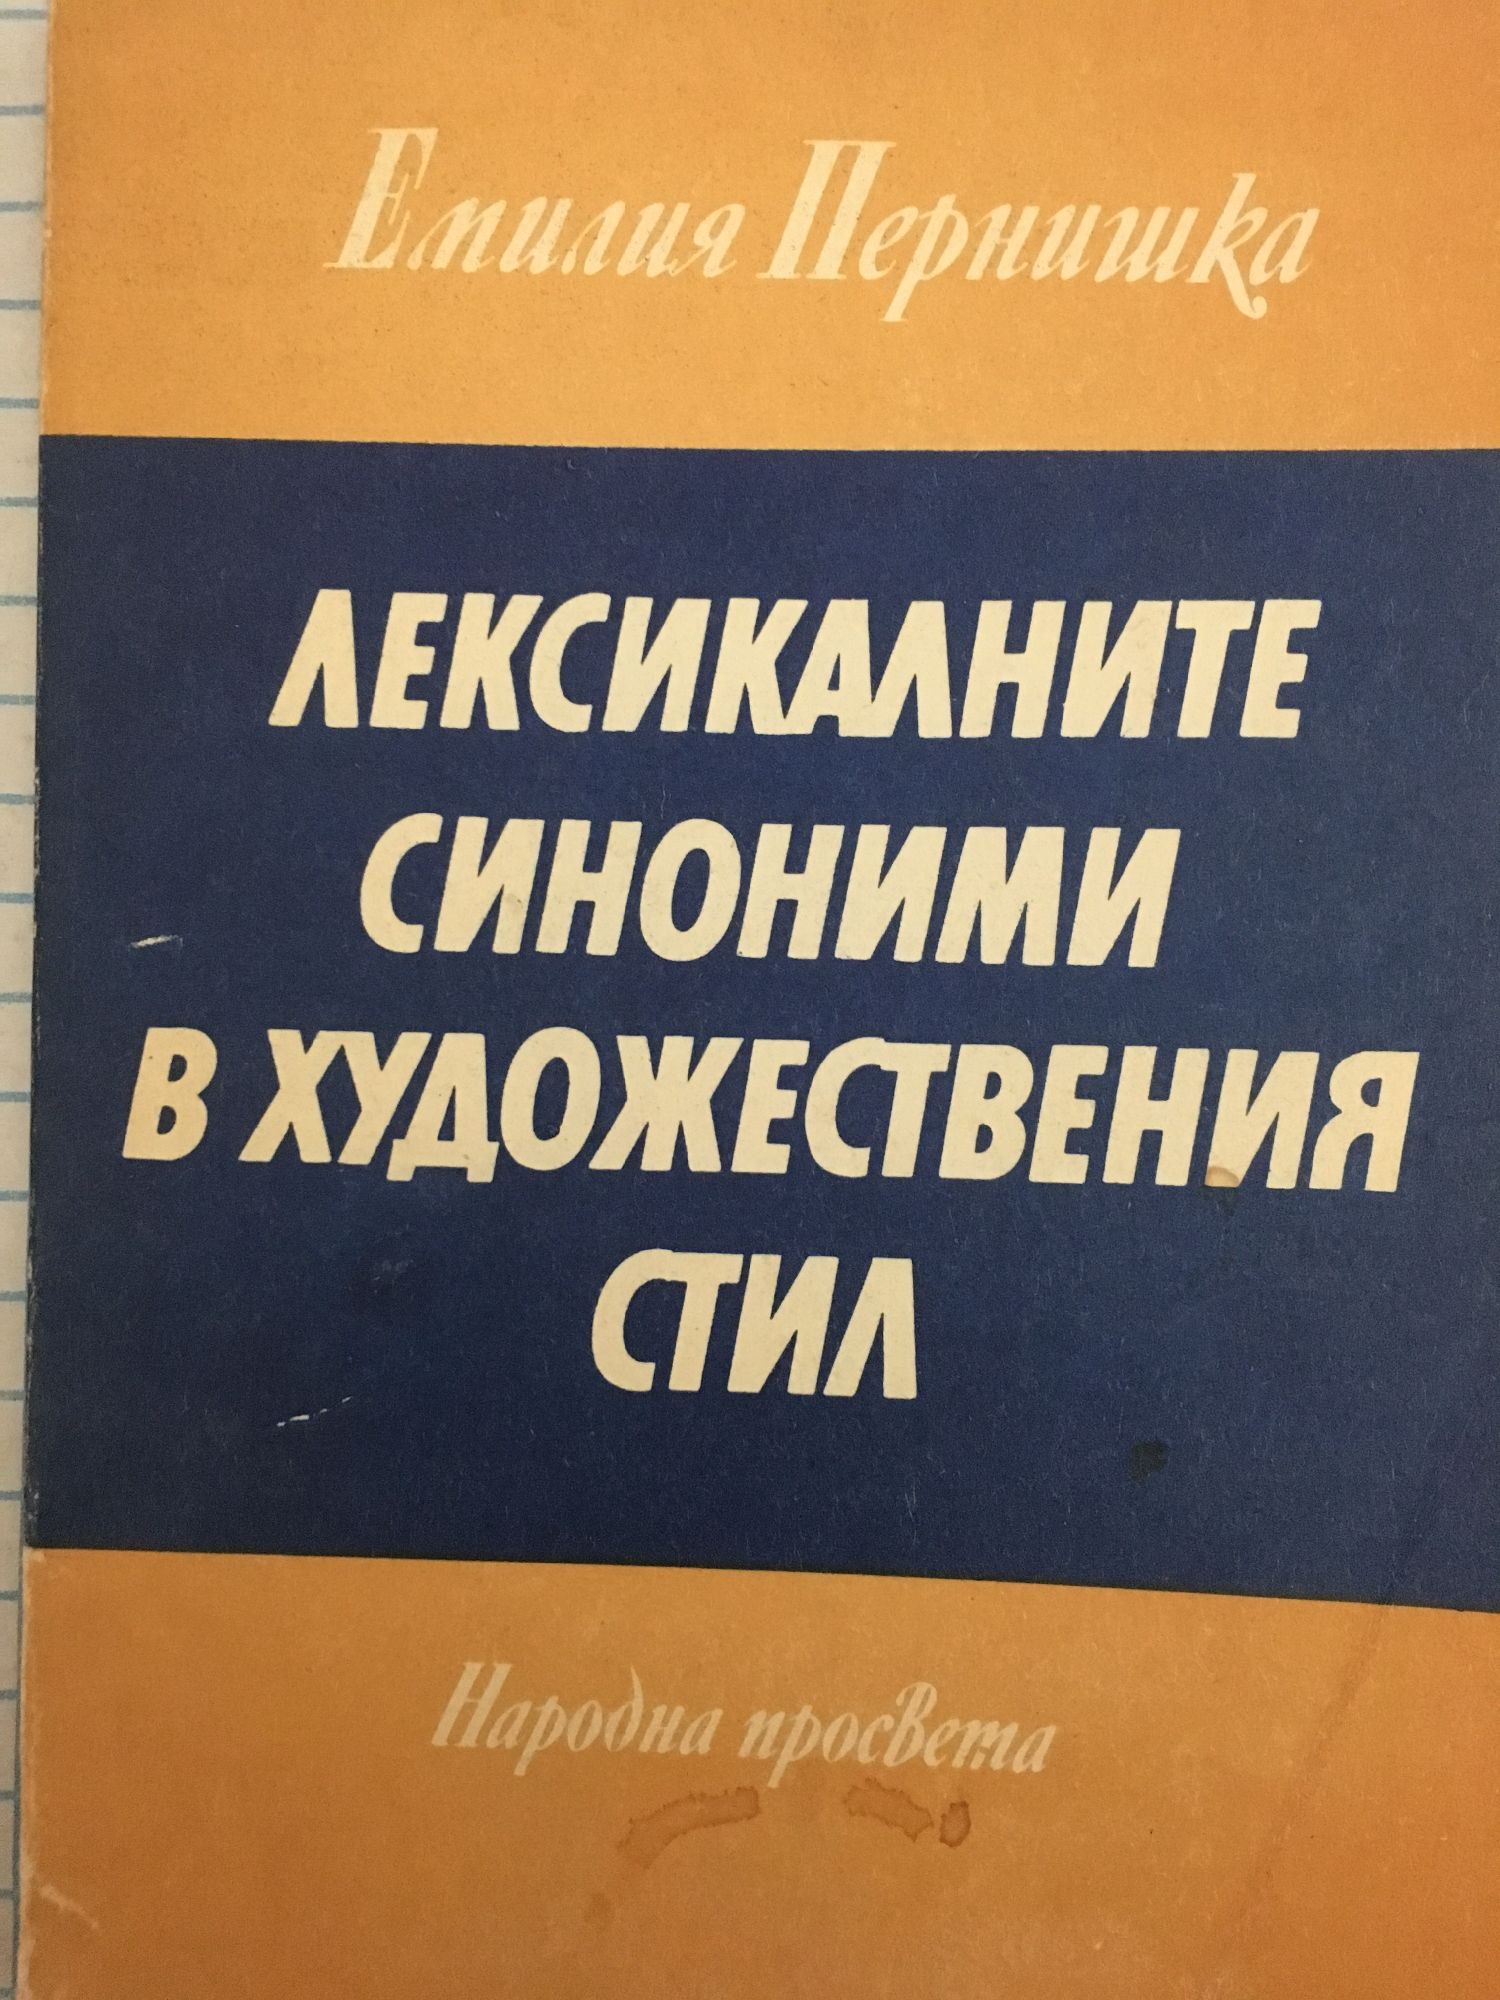 Емилия Пернишка
ЛЕКСИКАЛНИТЕ
СИНОНИМИ
В ХУДОЖЕСТВЕНИЯ
СТИЛ
Народна просвета